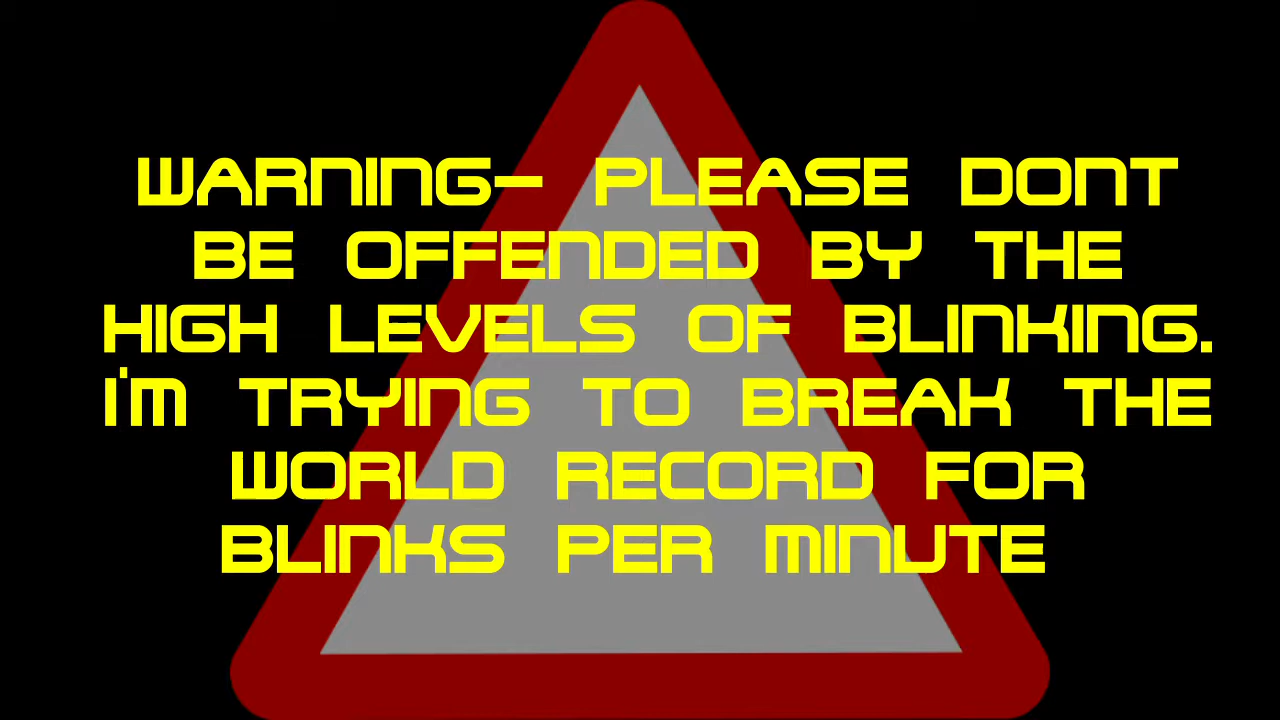 WARNING- PLEASE DONT
BE OFFENDED BY THE
HIGH LEVELS OF BLINKING.
I'M TRYING TO BREAK THE
WORLD RECORD FOR
BLINKS PER MINUTE